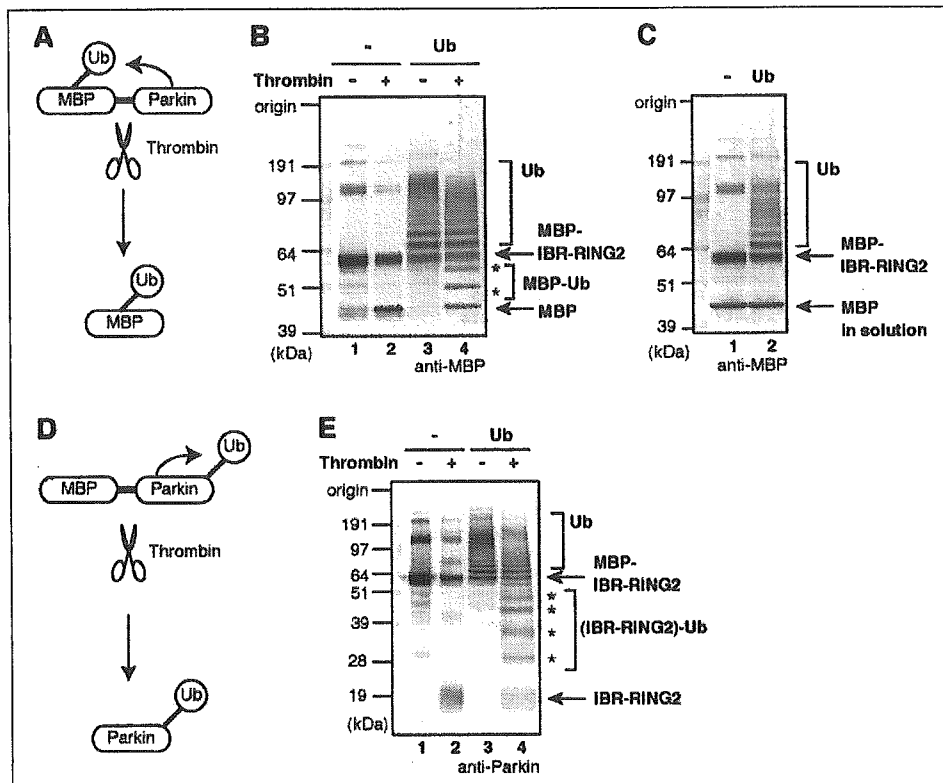 A
Ub
MBP
Parkin
Thrombin
Ub
MBP
B
- Ub
Thrombin - + - +
origin
191
97
64
51
39
(kDa)
Ub
MBP-
IBR-RING2
*
*
MBP-Ub
MBP
1 2 3 4
anti-MBP
C
- Ub
origin
191
97
64
51
39
(kDa)
Ub
MBP-
IBR-RING2
MBP
in solution
1 2
anti-MBP
D
Ub
MBP
Parkin
Thrombin
Ub
Parkin
E
- Ub
Thrombin - + - +
origin
191
97
64
51
39
28
19
(kDa)
Ub
MBP-
IBR-RING2
*
*
*
*
(IBR-RING2)-Ub
IBR-RING2
1 2 3 4
anti-Parkin